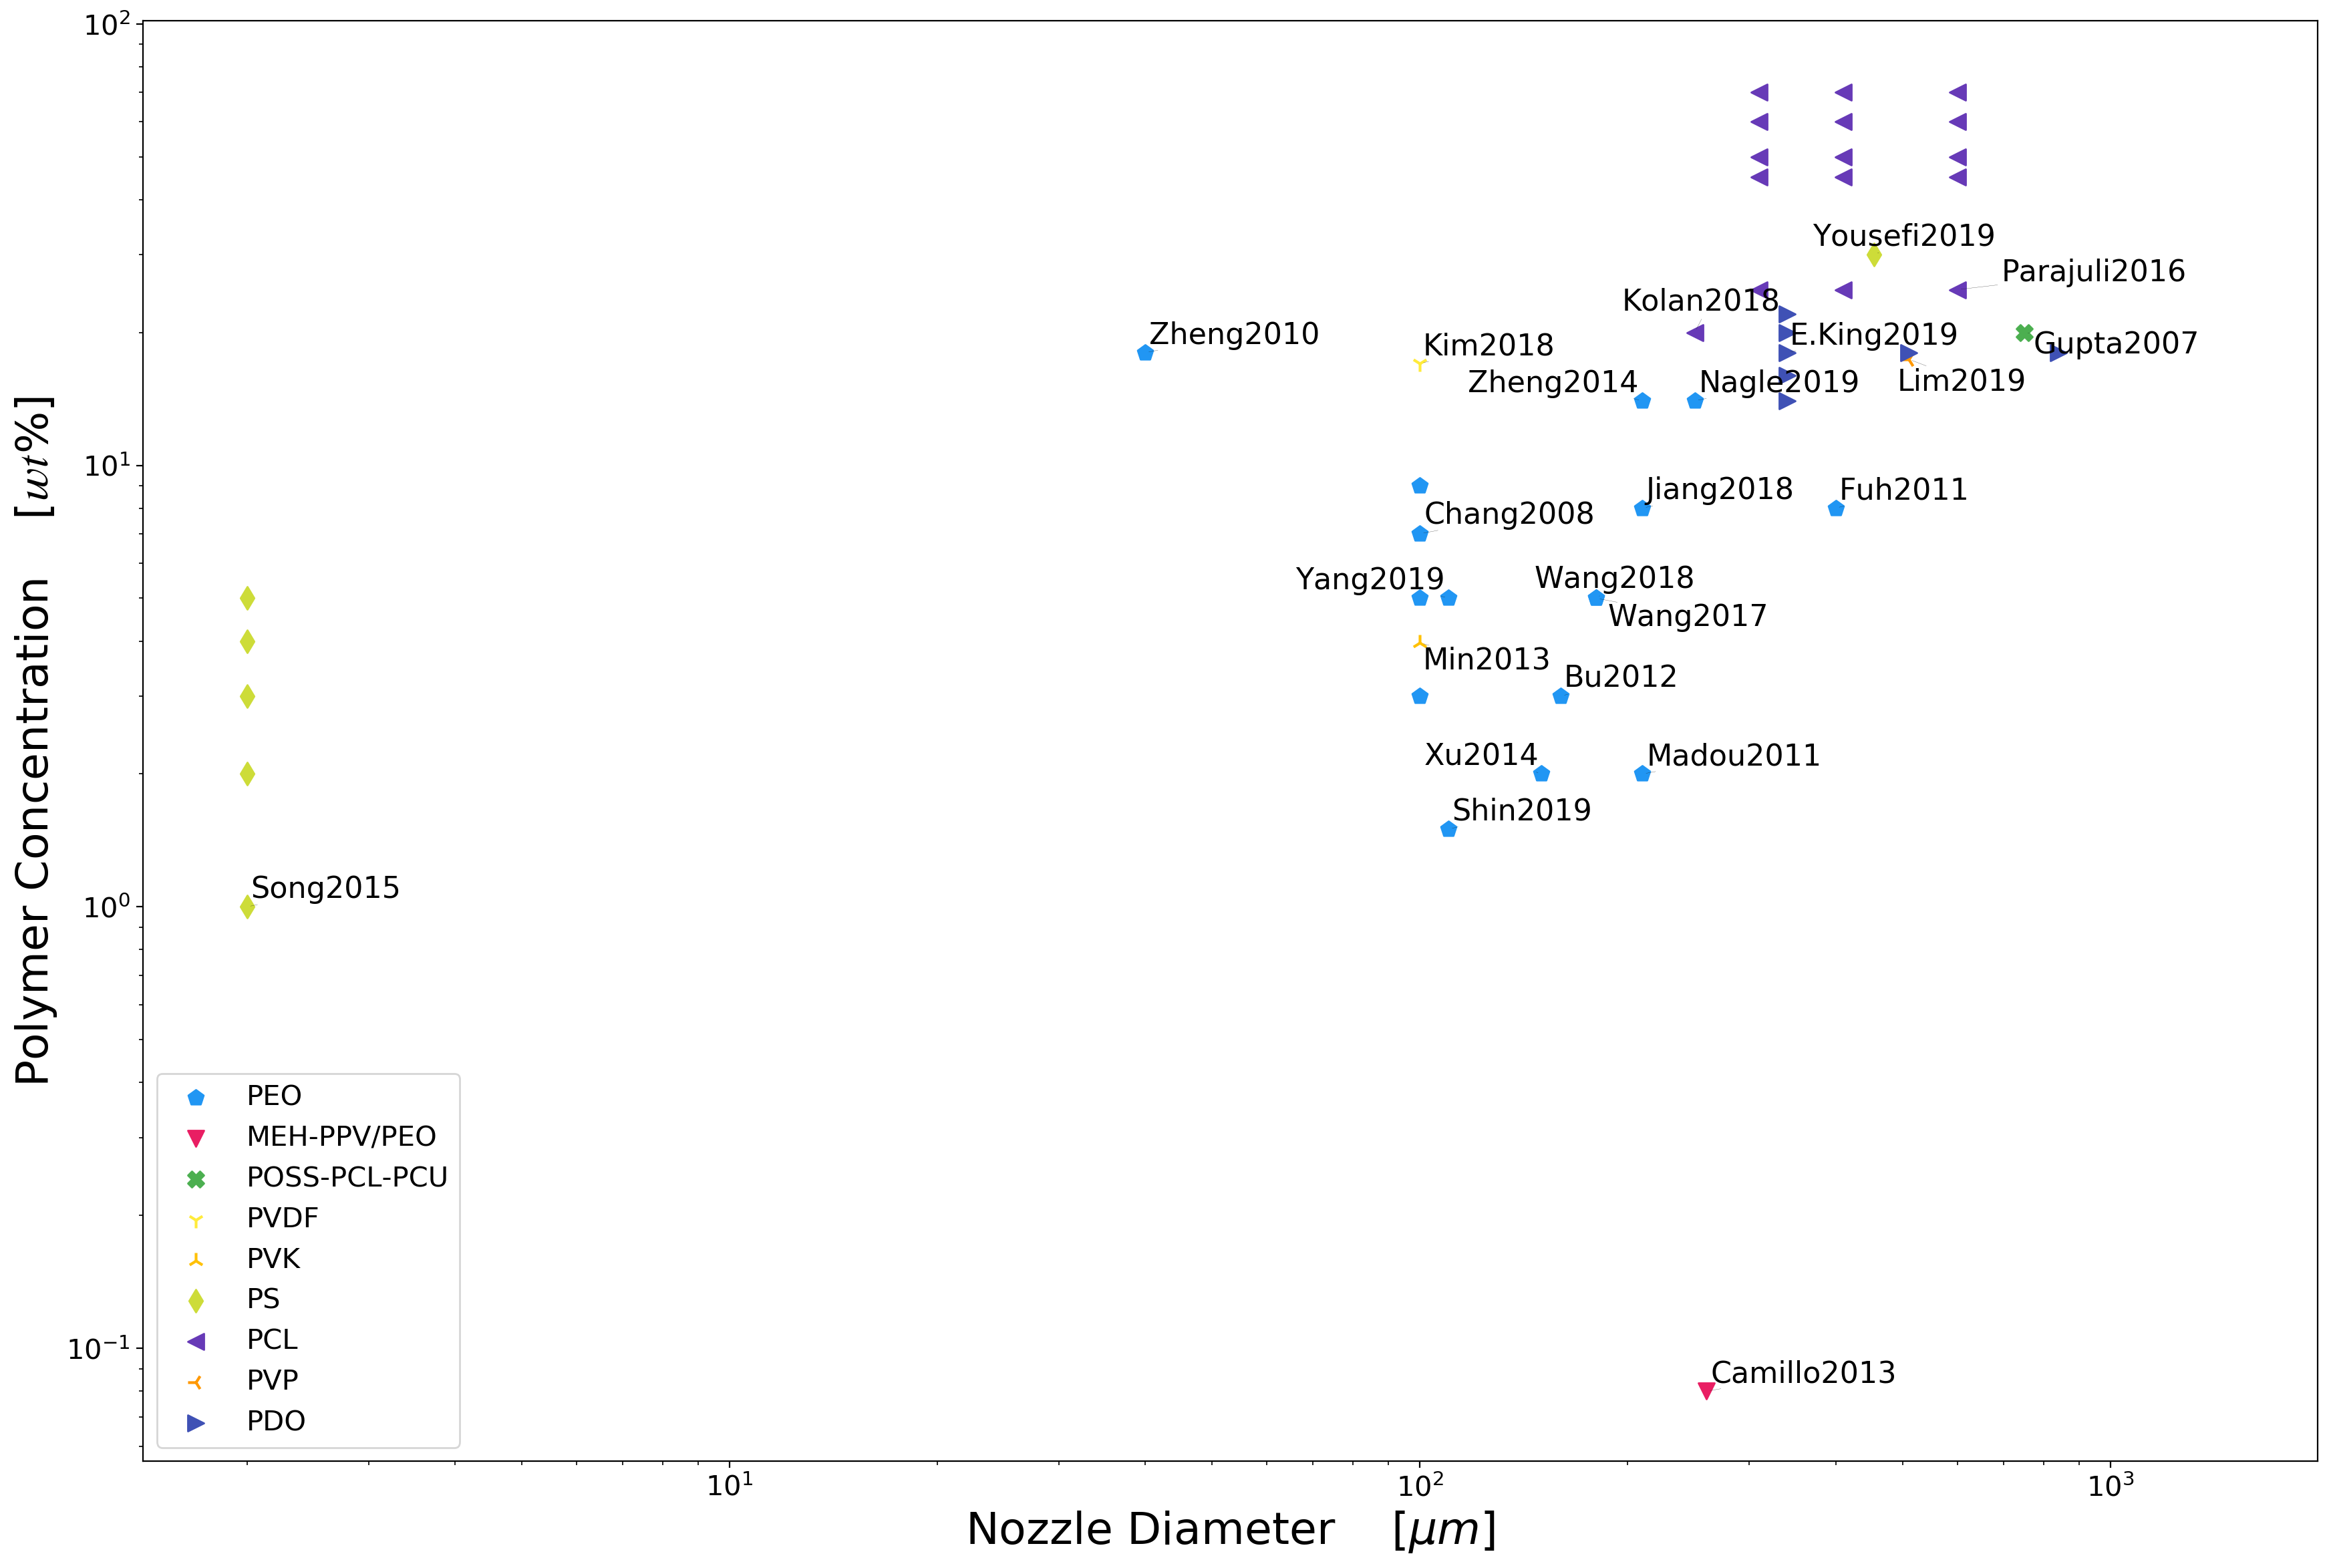 10²
Yousefi2019
Parajuli2016
Kolan2018
Zheng2010
Kim2018
E.King2019
Gupta2007
Zheng2014
Nagle2019
Lim2019
10¹
Jiang2018
Fuh2011
Chang2008
Yang2019
Wang2018
Wang2017
Min2013
Bu2012
Xu2014
Madou2011
Shin2019
Song2015
10⁰
Camillo2013
10⁻¹
Polymer Concentration [wt%]
PEO
MEH-PPV/PEO
POSS-PCL-PCU
PVDF
PVK
PS
PCL
PVP
PDO
10¹ 10² 10³
Nozzle Diameter [μm]